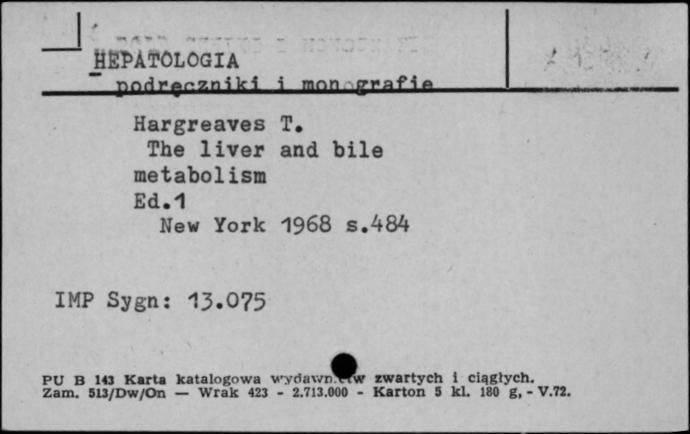 HEPATOLOGIA
podręczniki i monografie
Hargreaves T.
The liver and bile
metabolism
Ed.1
New York 1968 s.484
IMP Sygn: 13.075
PU B 143 Karta katalogowa zwartych i ciągłych.
Zam. 513/Dw/On — Wrak 423 - 2.713.000 - Karton 5 kl. 180 g, - V.72.